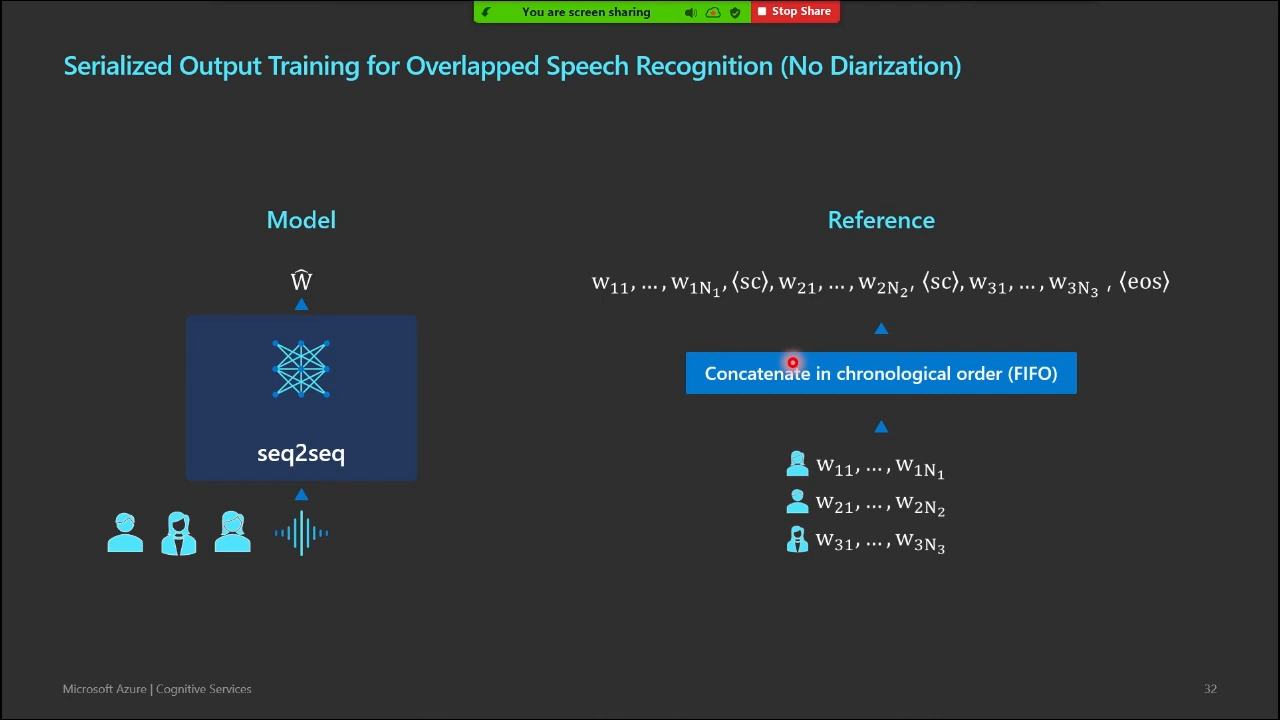 You are screen sharing
Stop Share
Serialized Output Training for Overlapped Speech Recognition (No Diarization)
Model
Reference
Ŵ
w₁₁, … , w₁N₁, ⟨sc⟩, w₂₁, … , w₂N₂, ⟨sc⟩, w₃₁, … , w₃N₃ , ⟨eos⟩
Concatenate in chronological order (FIFO)
seq2seq
w₁₁, … , w₁N₁
w₂₁, … , w₂N₂
w₃₁, … , w₃N₃
Microsoft Azure | Cognitive Services
32